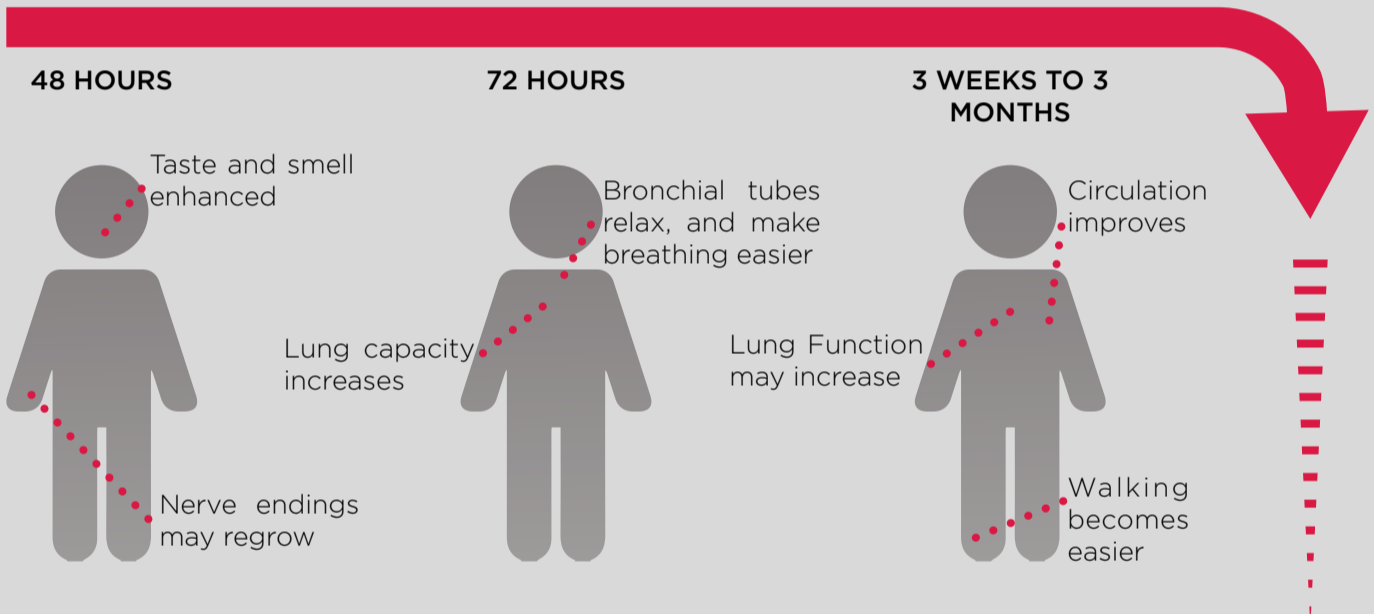 48 HOURS
Taste and smell
enhanced
Nerve endings
may regrow
72 HOURS
Bronchial tubes
relax, and make
breathing easier
Lung capacity
increases
3 WEEKS TO 3
MONTHS
Circulation
improves
Lung Function
may increase
Walking
becomes
easier